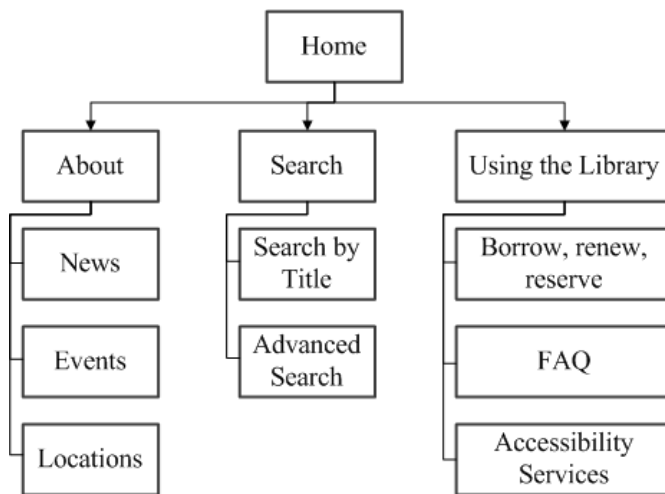 Home
About
Search
Using the Library
News
Search by
Title
Borrow, renew,
reserve
Events
Advanced
Search
FAQ
Locations
Accessibility
Services